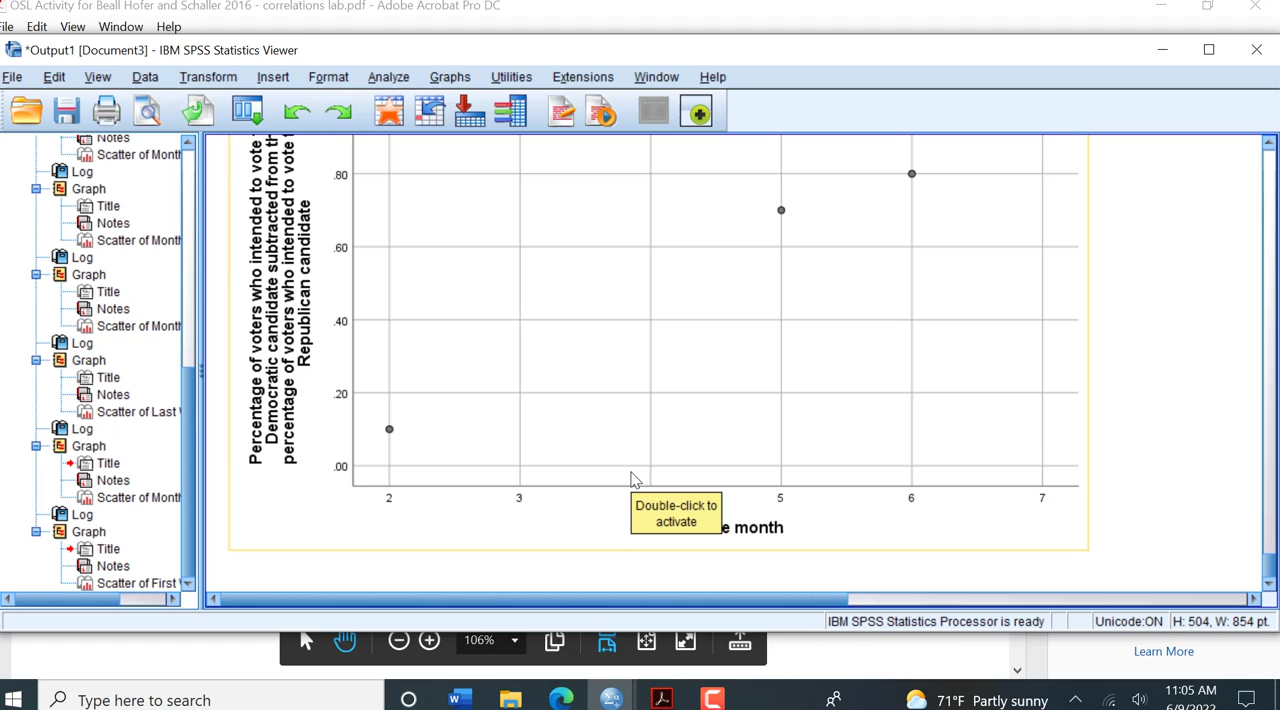 OSL Activity for Beall Hofer and Schaller 2016 - correlations lab.pdf - Adobe Acrobat Pro DC
File Edit View Window Help
*Output1 [Document3] - IBM SPSS Statistics Viewer
File Edit View Data Transform Insert Format Analyze Graphs Utilities Extensions Window Help
Notes
Scatter of Month
Log
Graph
Title
Notes
Scatter of Month
Log
Graph
Title
Notes
Scatter of Month
Log
Graph
Title
Notes
Scatter of Last
Log
Graph
Title
Notes
Scatter of Month
Log
Graph
Title
Notes
Scatter of First
Percentage of voters who intended to vote
Democratic candidate subtracted from th
percentage of voters who intended to vote
Republican candidate
.80
.60
.40
.20
.00
2 3 5 6 7
e month
Double-click to
activate
IBM SPSS Statistics Processor is ready Unicode:ON H: 504, W: 854 pt.
106%
Learn More
Type here to search
71°F Partly sunny
11:05 AM
6/9/2022